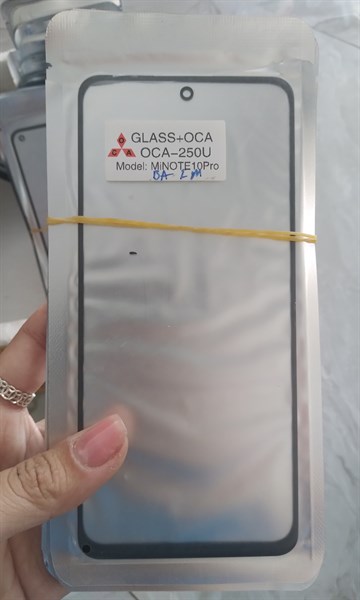 GLASS+OCA
O C A
OCA-250U
Model: MiNOTE10Pro